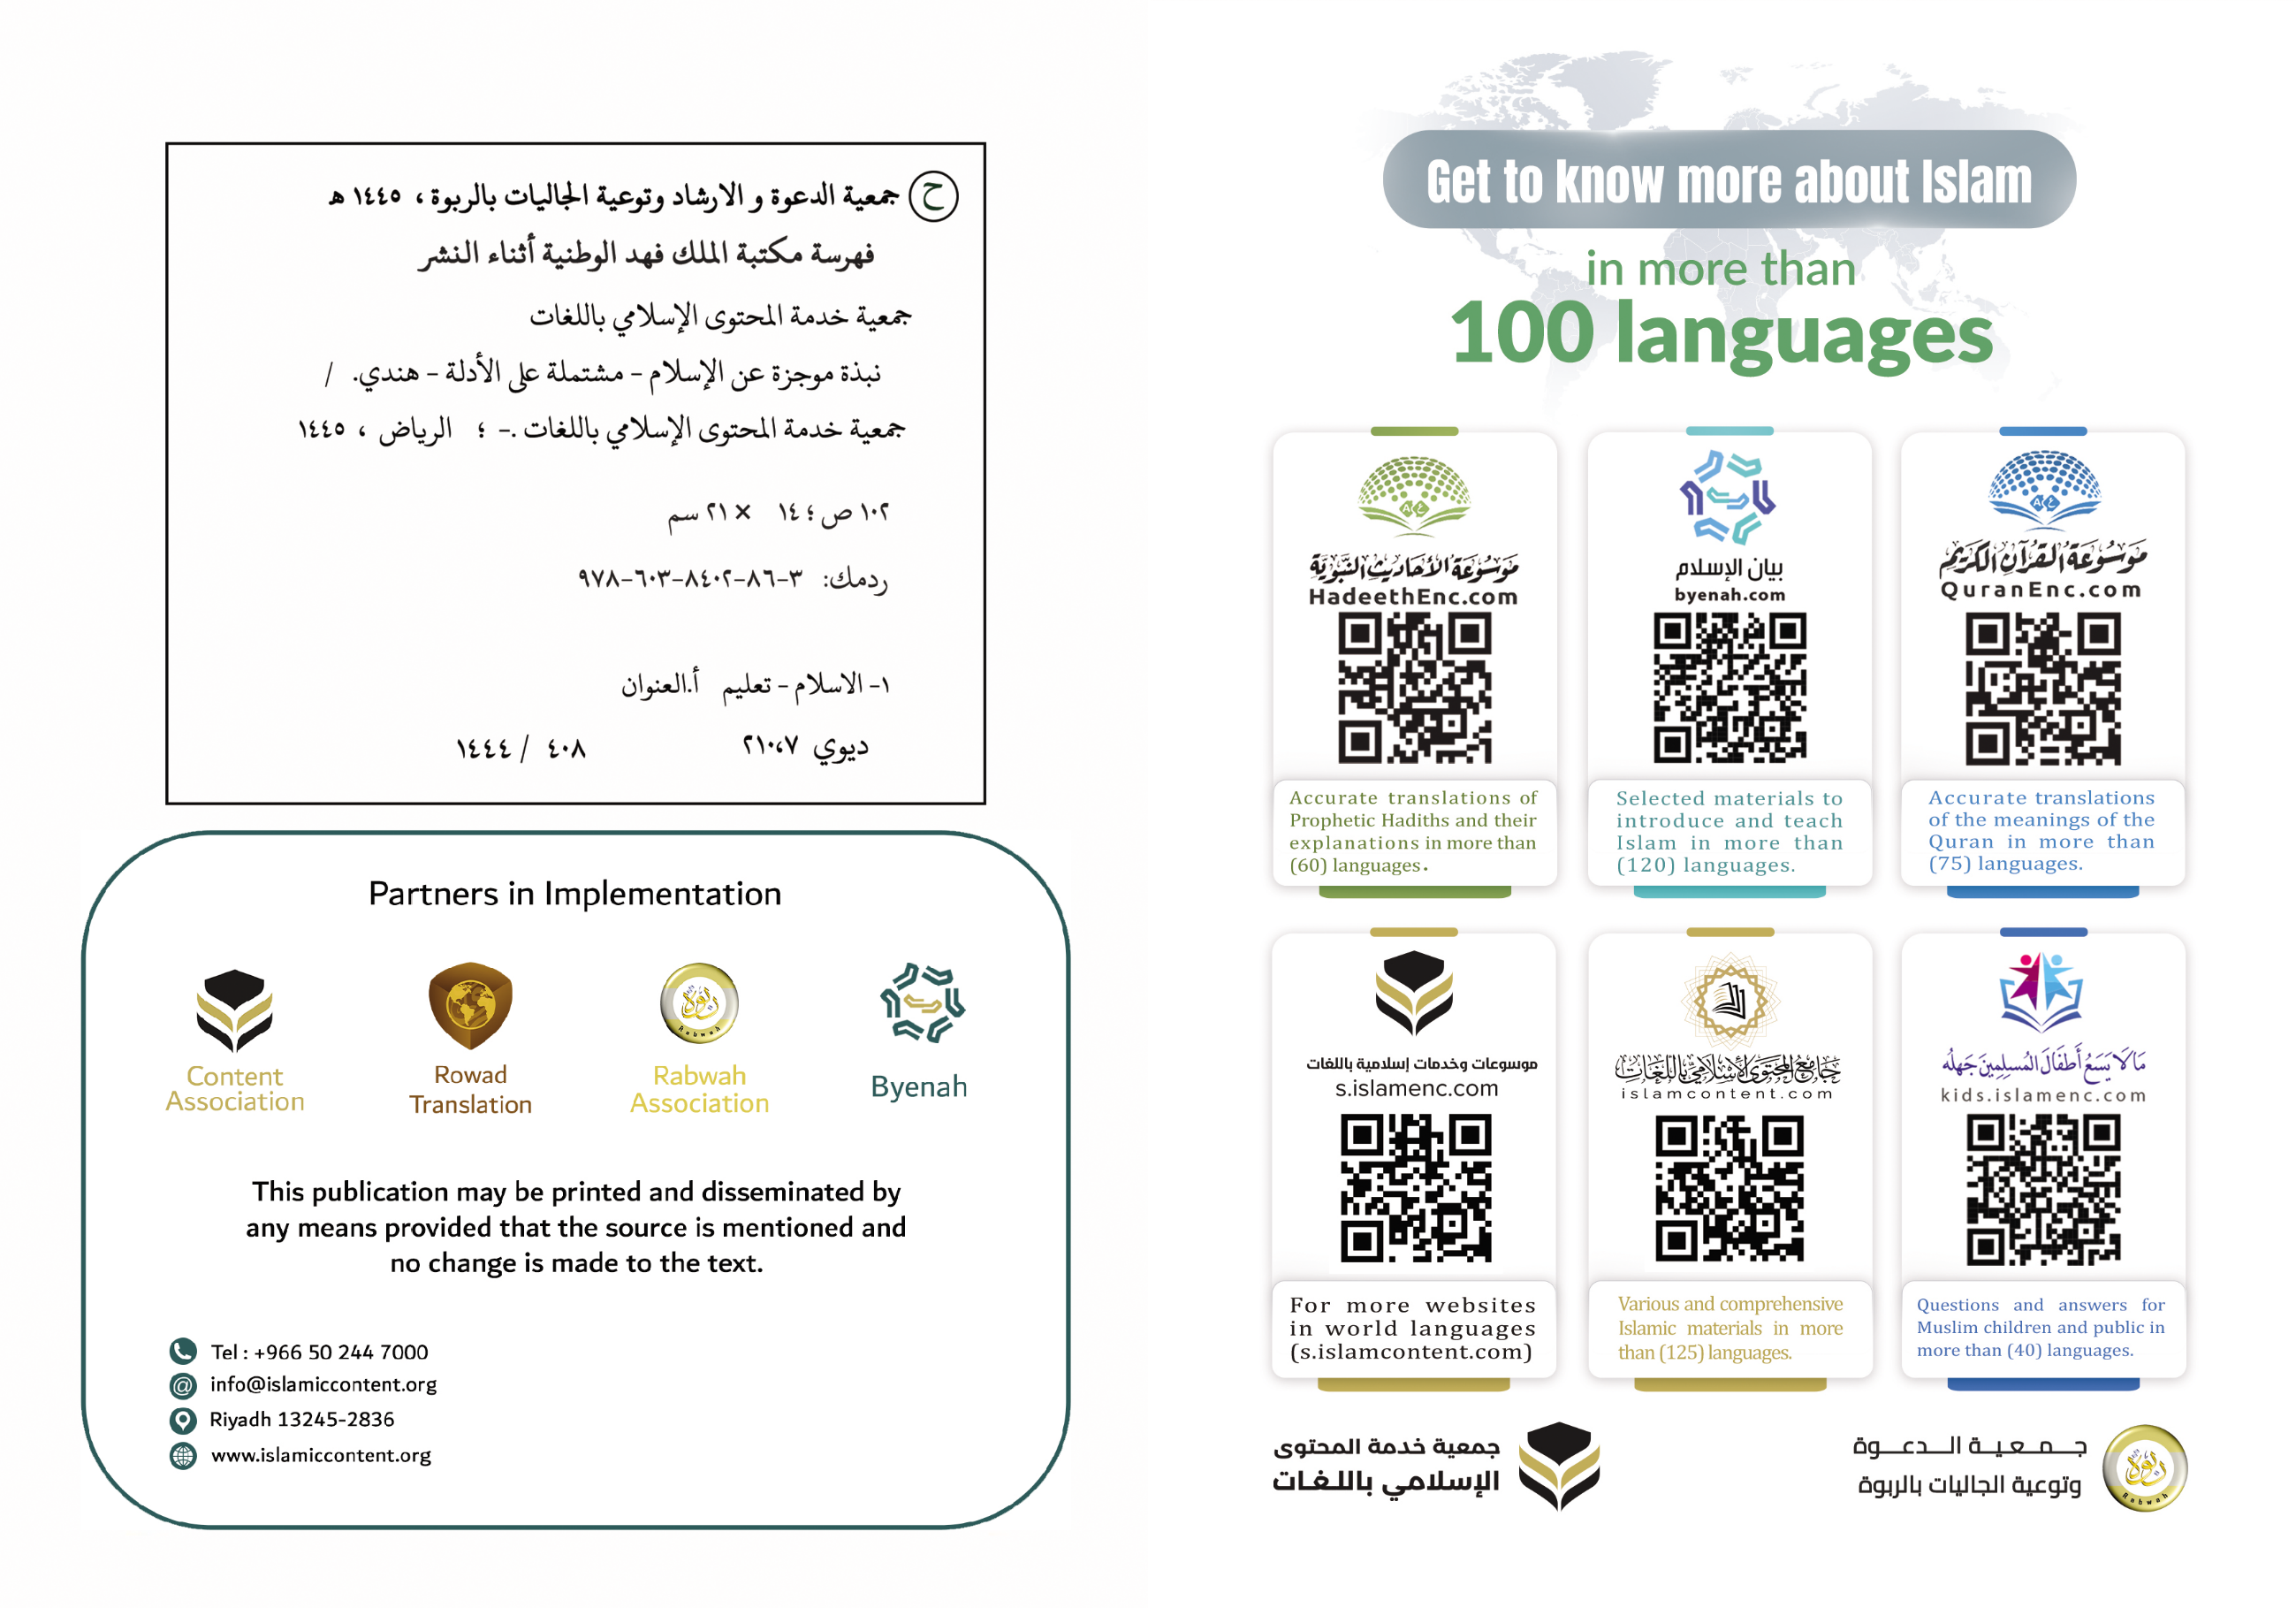 ح جمعية الدعوة و الارشاد وتوعية الجاليات بالربوة ، ١٤٤٥ هـ
فهرسة مكتبة الملك فهد الوطنية أثناء النشر
جمعية خدمة المحتوى الإسلامي باللغات
نبذة موجزة عن الإسلام - مشتملة على الأدلة - هندي. /
جمعية خدمة المحتوى الإسلامي باللغات .- ؛ الرياض ، ١٤٤٥
١٠٢ ص ؛ ١٤ × ٢١ سم
ردمك: ٣-٨٦-٨٤٠٢-٦٠٣-٩٧٨
١- الاسلام - تعليم أ.العنوان
ديوي ٢١٠،٧ ٤٠٨ / ١٤٤٤
Partners in Implementation
Content
Association
Rowad
Translation
Rabwah
Rabwah
Association
Byenah
This publication may be printed and disseminated by
any means provided that the source is mentioned and
no change is made to the text.
Tel : +966 50 244 7000
info@islamiccontent.org
Riyadh 13245-2836
www.islamiccontent.org
Get to know more about Islam
in more than
100 languages
موسوعة الأحاديث النبوية
HadeethEnc.com
Accurate translations of
Prophetic Hadiths and their
explanations in more than
(60) languages.
بيان الإسلام
byenah.com
Selected materials to
introduce and teach
Islam in more than
(120) languages.
موسوعة القرآن الكريم
QuranEnc.com
Accurate translations
of the meanings of the
Quran in more than
(75) languages.
موسوعات وخدمات إسلامية باللغات
s.islamenc.com
For more websites
in world languages
(s.islamcontent.com)
جامع المحتوى الإسلامي باللغات
islamcontent.com
Various and comprehensive
Islamic materials in more
than (125) languages.
مَا لَا يَسَعُ أَطْفَالَ المُسلِمِينَ جَهلُه
kids.islamenc.com
Questions and answers for
Muslim children and public in
more than (40) languages.
جمعية خدمة المحتوى
الإسلامي باللغات
جـمـعـيـة الـدعـــوة
وتوعية الجاليات بالربوة
Rabwah